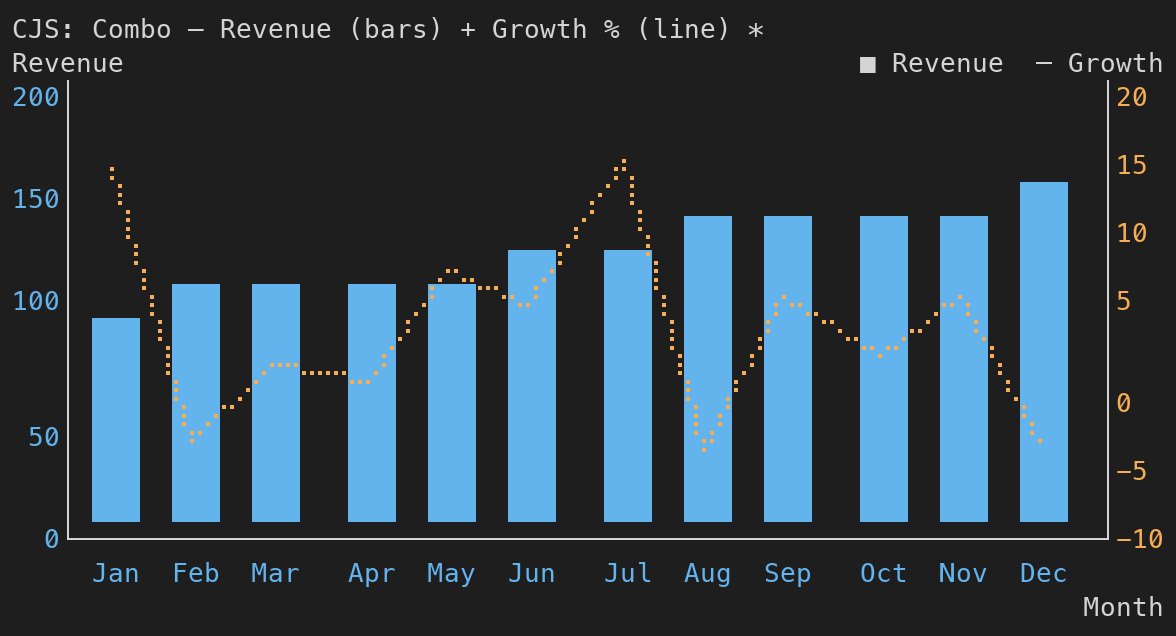 CJS: Combo — Revenue (bars) + Growth % (line) *
Revenue ■ Revenue — Growth
200 20
15
150
10
100 5
0
50
−5
0 −10
Jan Feb Mar Apr May Jun Jul Aug Sep Oct Nov Dec
Month